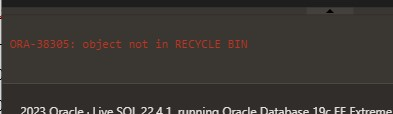 ORA-38305: object not in RECYCLE BIN
2023 Oracle · Live SQL 22.4.1, running Oracle Database 19c EE Extreme